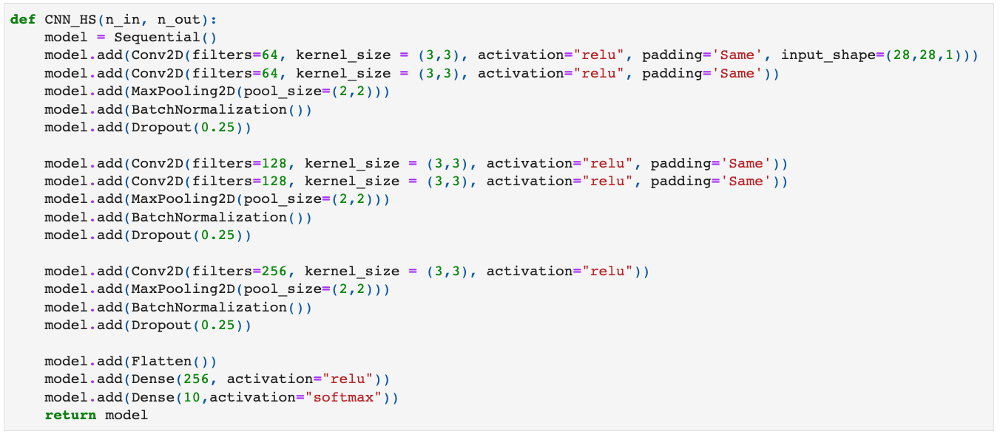 def CNN_HS(n_in, n_out):
    model = Sequential()
    model.add(Conv2D(filters=64, kernel_size = (3,3), activation="relu", padding='Same', input_shape=(28,28,1)))
    model.add(Conv2D(filters=64, kernel_size = (3,3), activation="relu", padding='Same'))
    model.add(MaxPooling2D(pool_size=(2,2)))
    model.add(BatchNormalization())
    model.add(Dropout(0.25))

    model.add(Conv2D(filters=128, kernel_size = (3,3), activation="relu", padding='Same'))
    model.add(Conv2D(filters=128, kernel_size = (3,3), activation="relu", padding='Same'))
    model.add(MaxPooling2D(pool_size=(2,2)))
    model.add(BatchNormalization())
    model.add(Dropout(0.25))

    model.add(Conv2D(filters=256, kernel_size = (3,3), activation="relu"))
    model.add(MaxPooling2D(pool_size=(2,2)))
    model.add(BatchNormalization())
    model.add(Dropout(0.25))

    model.add(Flatten())
    model.add(Dense(256, activation="relu"))
    model.add(Dense(10,activation="softmax"))
    return model